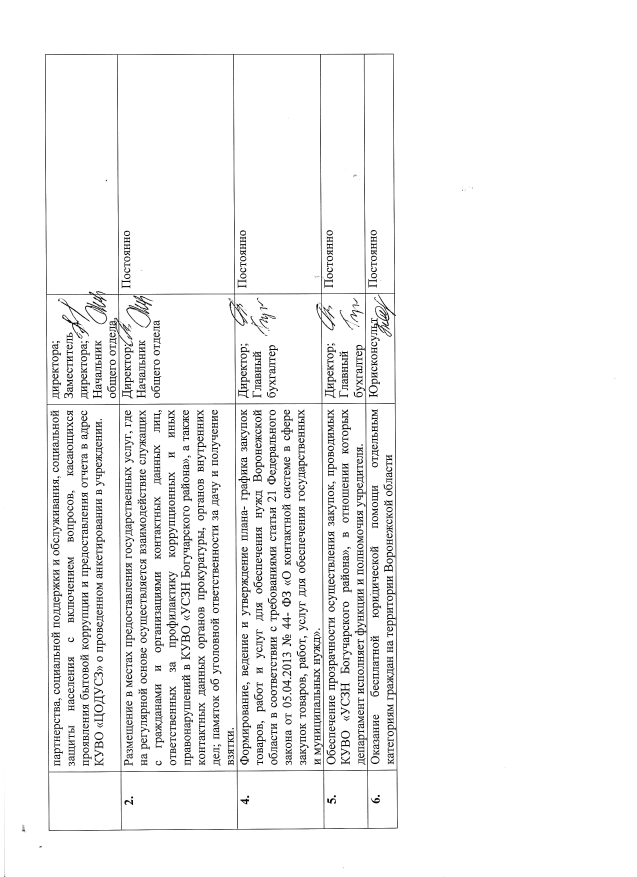 партнерства, социальной поддержки и обслуживания, социальной
защиты населения с включением вопросов, касающихся
проявления бытовой коррупции и предоставления отчета в адрес
КУВО «ЦОДУСЗ» о проведенном анкетировании в учреждении.
директора;
Заместитель
директора;
Начальник
общего отдела,
2.
Размещение в местах предоставления государственных услуг, где
на регулярной основе осуществляется взаимодействие служащих
с гражданами и организациями контактных данных лиц,
ответственных за профилактику коррупционных и иных
правонарушений в КУВО «УСЗН Богучарского района», а также
контактных данных органов прокуратуры, органов внутренних
дел; памяток об уголовной ответственности за дачу и получение
взятки.
Директор,
Начальник
общего отдела
Постоянно
4.
Формирование, ведение и утверждение плана- графика закупок
товаров, работ и услуг для обеспечения нужд Воронежской
области в соответствии с требованиями статьи 21 Федерального
закона от 05.04.2013 № 44- ФЗ «О контактной системе в сфере
закупок товаров, работ, услуг для обеспечения государственных
и муниципальных нужд».
Директор;
Главный
бухгалтер
Постоянно
5.
Обеспечение прозрачности осуществления закупок, проводимых
КУВО «УСЗН Богучарского района», в отношении которых
департамент исполняет функции и полномочия учредителя.
Директор;
Главный
бухгалтер
Постоянно
6.
Оказание бесплатной юридической помощи отдельным
категориям граждан на территории Воронежской области
Юрисконсульт
Постоянно